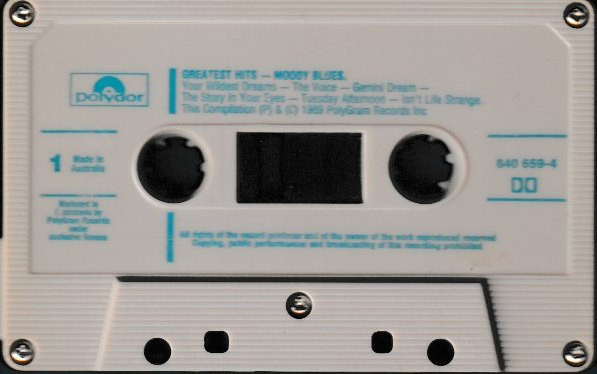 polydor
GREATEST HITS — MOODY BLUES.
Your Wildest Dreams — The Voice — Gemini Dream —
The Story In Your Eyes — Tuesday Afternoon — Isn't Life Strange.
This Compilation (P) & (C) 1989 PolyGram Records Inc
1
Made in
Australia
840 659-4
Marketed in
Australia by
PolyGram Records
under
exclusive licence
All rights of the record producer and of the owner of the work reproduced reserved
Copying, public performance and broadcasting of this recording prohibited